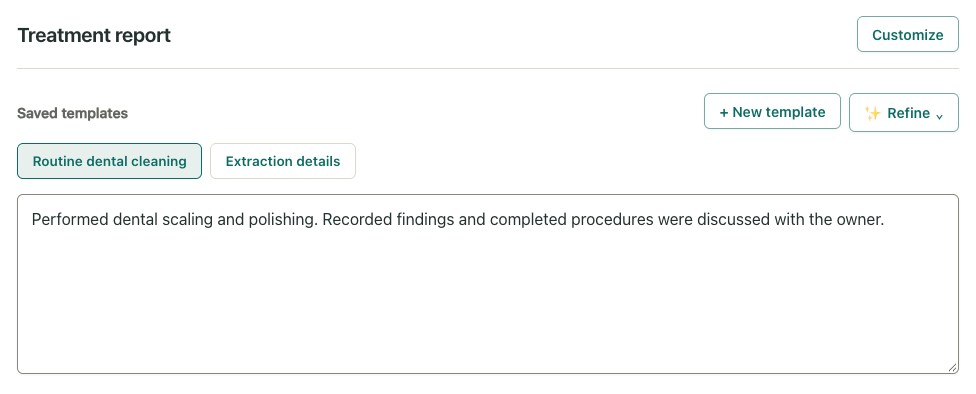 Treatment report
Customize
Saved templates
+ New template
✨ Refine ⌄
Routine dental cleaning
Extraction details
Performed dental scaling and polishing. Recorded findings and completed procedures were discussed with the owner.